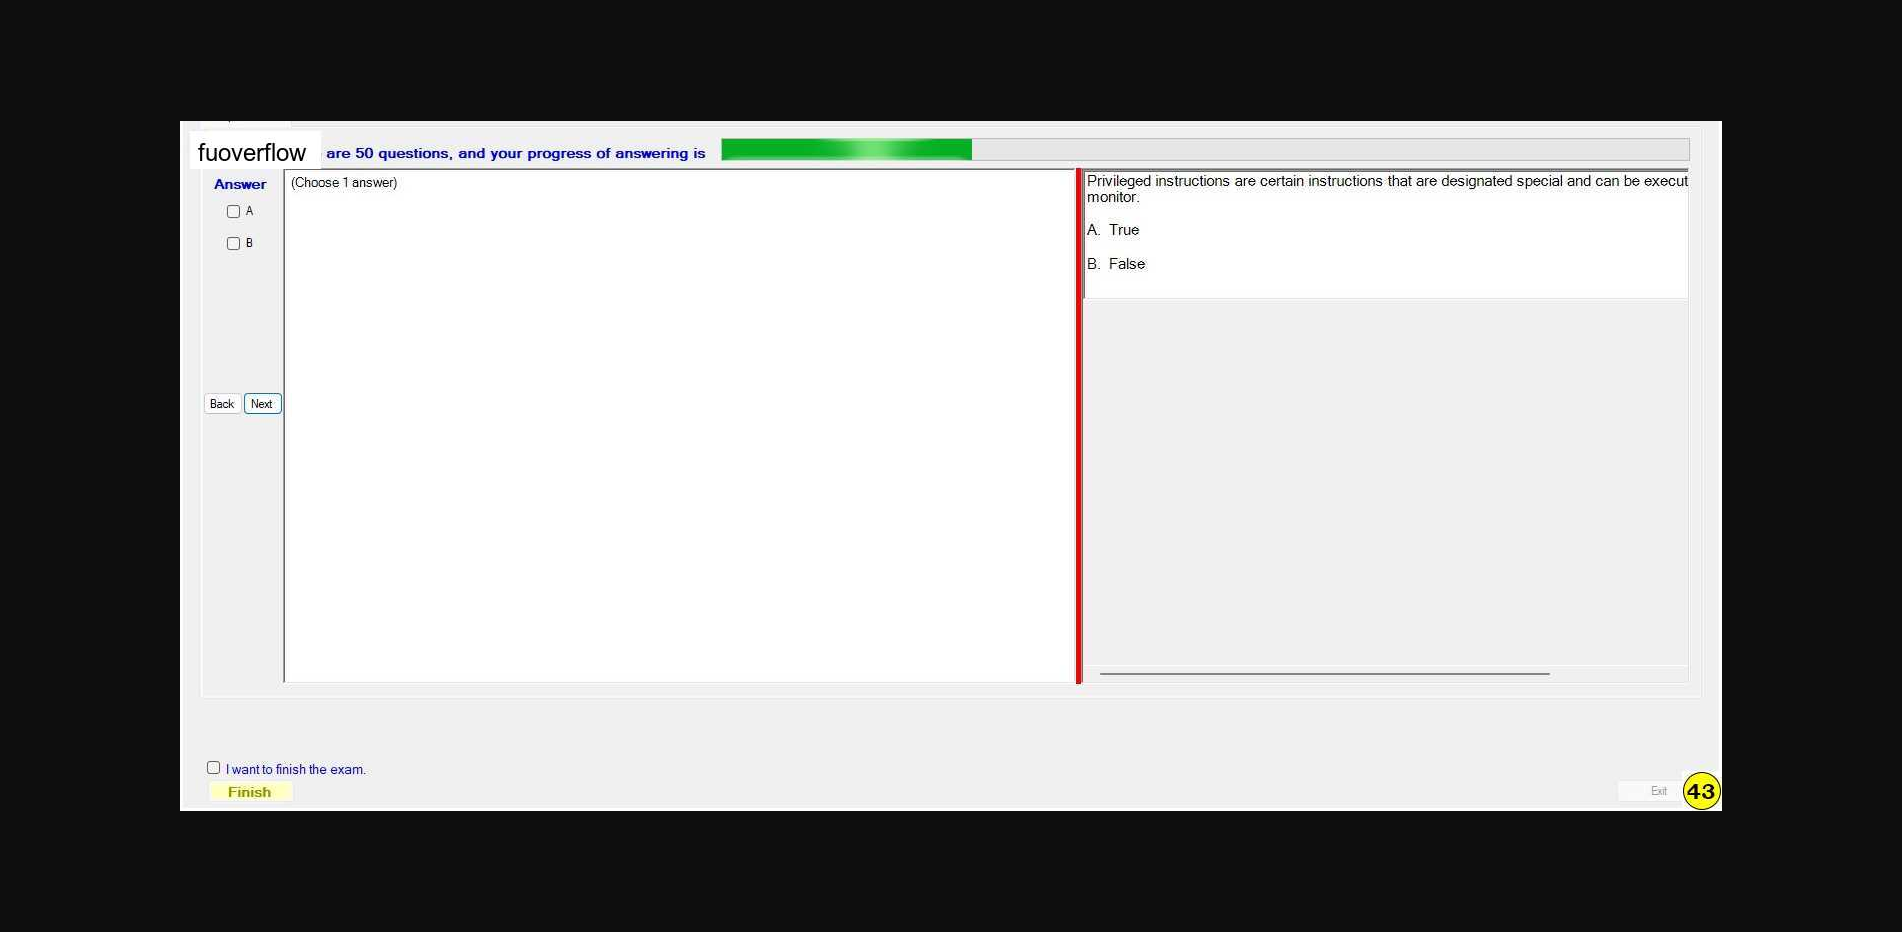 fuoverflow are 50 questions, and your progress of answering is
Answer
(Choose 1 answer)
A
B
Privileged instructions are certain instructions that are designated special and can be execut
monitor.
A. True
B. False
Back Next
I want to finish the exam.
Finish
Exit
43